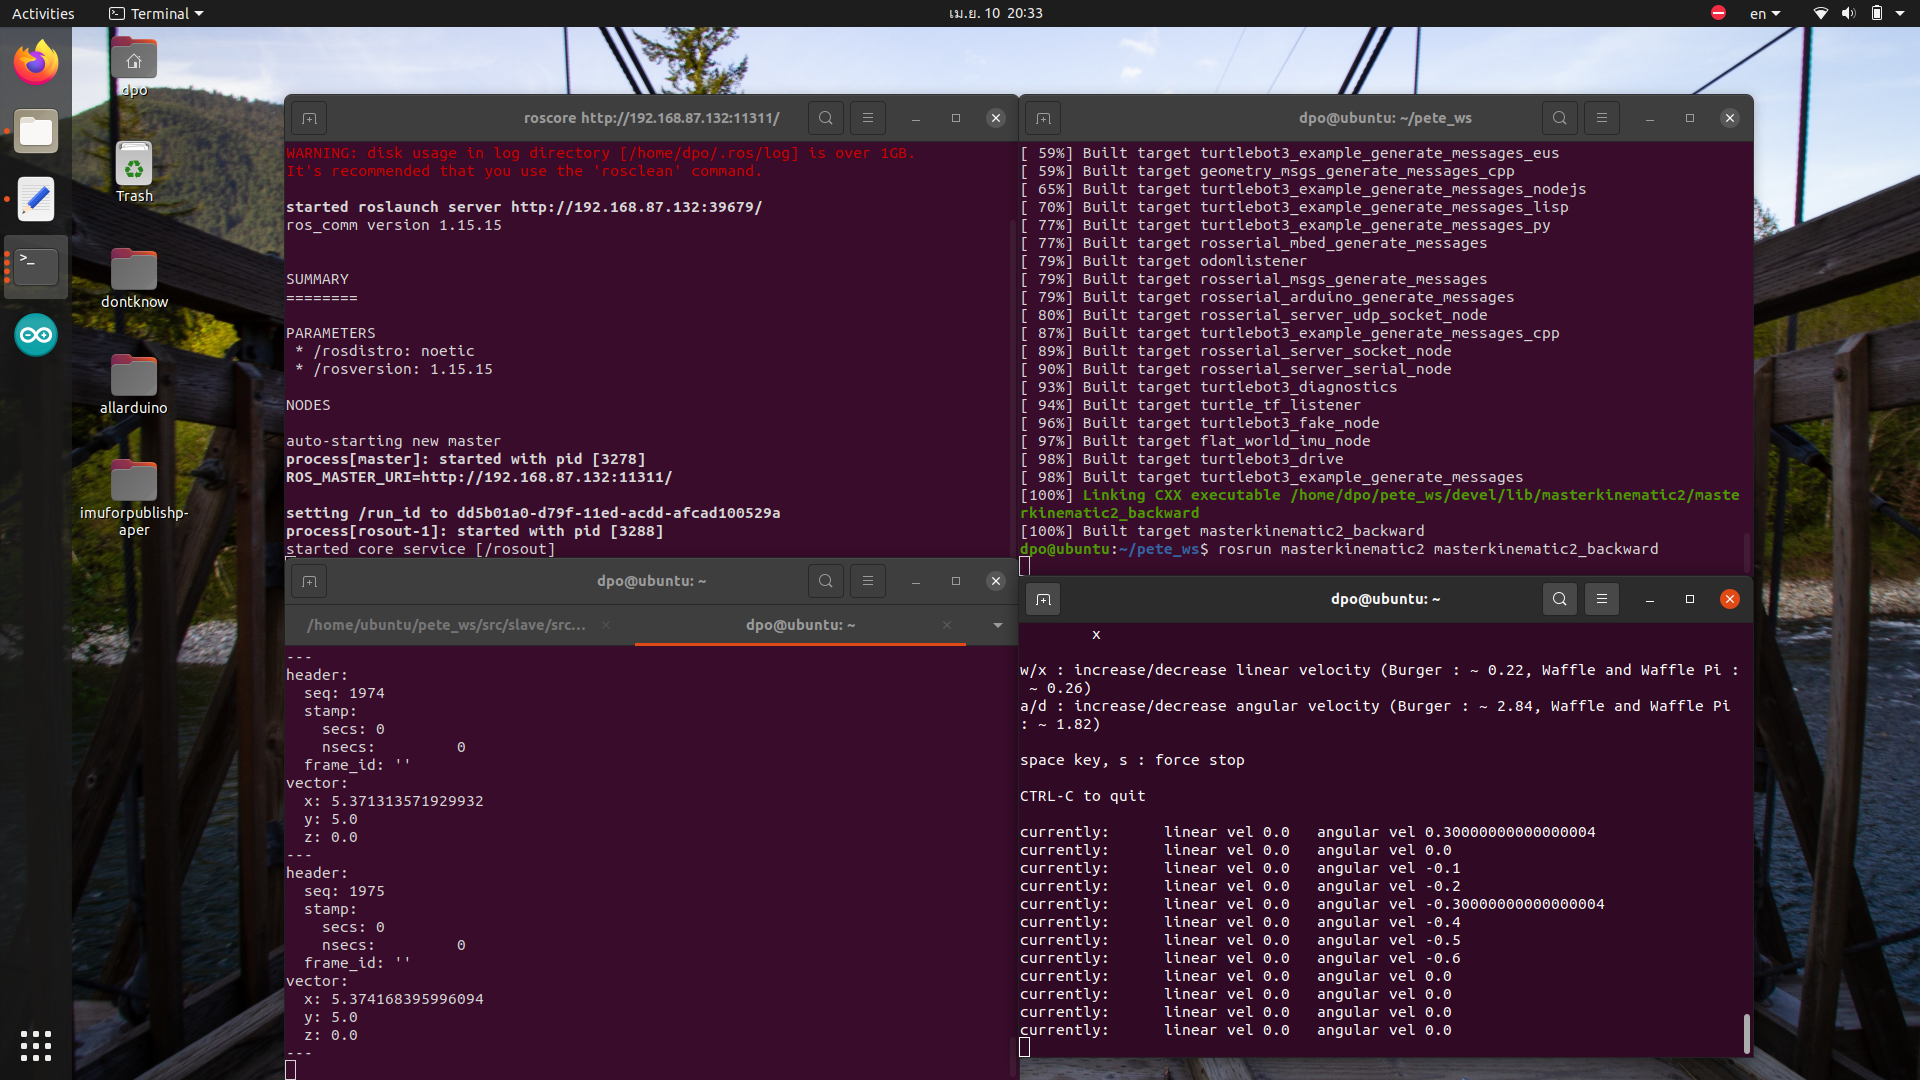 Activities
Terminal
เม.ย. 10 20:33
en
dpo
Trash
dontknow
allarduino
imuforpublishp-
aper
roscore http://192.168.87.132:11311/
WARNING: disk usage in log directory [/home/dpo/.ros/log] is over 1GB.
It's recommended that you use the 'rosclean' command.
started roslaunch server http://192.168.87.132:39679/
ros_comm version 1.15.15
SUMMARY
========
PARAMETERS
* /rosdistro: noetic
* /rosversion: 1.15.15
NODES
auto-starting new master
process[master]: started with pid [3278]
ROS_MASTER_URI=http://192.168.87.132:11311/
setting /run_id to dd5b01a0-d79f-11ed-acdd-afcad100529a
process[rosout-1]: started with pid [3288]
started core service [/rosout]
dpo@ubuntu: ~/pete_ws
[ 59%] Built target turtlebot3_example_generate_messages_eus
[ 59%] Built target geometry_msgs_generate_messages_cpp
[ 65%] Built target turtlebot3_example_generate_messages_nodejs
[ 70%] Built target turtlebot3_example_generate_messages_lisp
[ 77%] Built target turtlebot3_example_generate_messages_py
[ 77%] Built target rosserial_mbed_generate_messages
[ 79%] Built target odomlistener
[ 79%] Built target rosserial_msgs_generate_messages
[ 79%] Built target rosserial_arduino_generate_messages
[ 80%] Built target rosserial_server_udp_socket_node
[ 87%] Built target turtlebot3_example_generate_messages_cpp
[ 89%] Built target rosserial_server_socket_node
[ 90%] Built target rosserial_server_serial_node
[ 93%] Built target turtlebot3_diagnostics
[ 94%] Built target turtle_tf_listener
[ 96%] Built target turtlebot3_fake_node
[ 97%] Built target flat_world_imu_node
[ 98%] Built target turtlebot3_drive
[ 98%] Built target turtlebot3_example_generate_messages
[100%] Linking CXX executable /home/dpo/pete_ws/devel/lib/masterkinematic2/maste
rkinematic2_backward
[100%] Built target masterkinematic2_backward
dpo@ubuntu:~/pete_ws$ rosrun masterkinematic2 masterkinematic2_backward
dpo@ubuntu: ~
/home/ubuntu/pete_ws/src/slave/src...
dpo@ubuntu: ~
---
header:
seq: 1974
stamp:
secs: 0
nsecs: 0
frame_id: ''
vector:
x: 5.371313571929932
y: 5.0
z: 0.0
---
header:
seq: 1975
stamp:
secs: 0
nsecs: 0
frame_id: ''
vector:
x: 5.374168395996094
y: 5.0
z: 0.0
---
dpo@ubuntu: ~
x
w/x : increase/decrease linear velocity (Burger : ~ 0.22, Waffle and Waffle Pi :
~ 0.26)
a/d : increase/decrease angular velocity (Burger : ~ 2.84, Waffle and Waffle Pi
: ~ 1.82)
space key, s : force stop
CTRL-C to quit
currently: linear vel 0.0 angular vel 0.30000000000000004
currently: linear vel 0.0 angular vel 0.0
currently: linear vel 0.0 angular vel -0.1
currently: linear vel 0.0 angular vel -0.2
currently: linear vel 0.0 angular vel -0.30000000000000004
currently: linear vel 0.0 angular vel -0.4
currently: linear vel 0.0 angular vel -0.5
currently: linear vel 0.0 angular vel -0.6
currently: linear vel 0.0 angular vel 0.0
currently: linear vel 0.0 angular vel 0.0
currently: linear vel 0.0 angular vel 0.0
currently: linear vel 0.0 angular vel 0.0